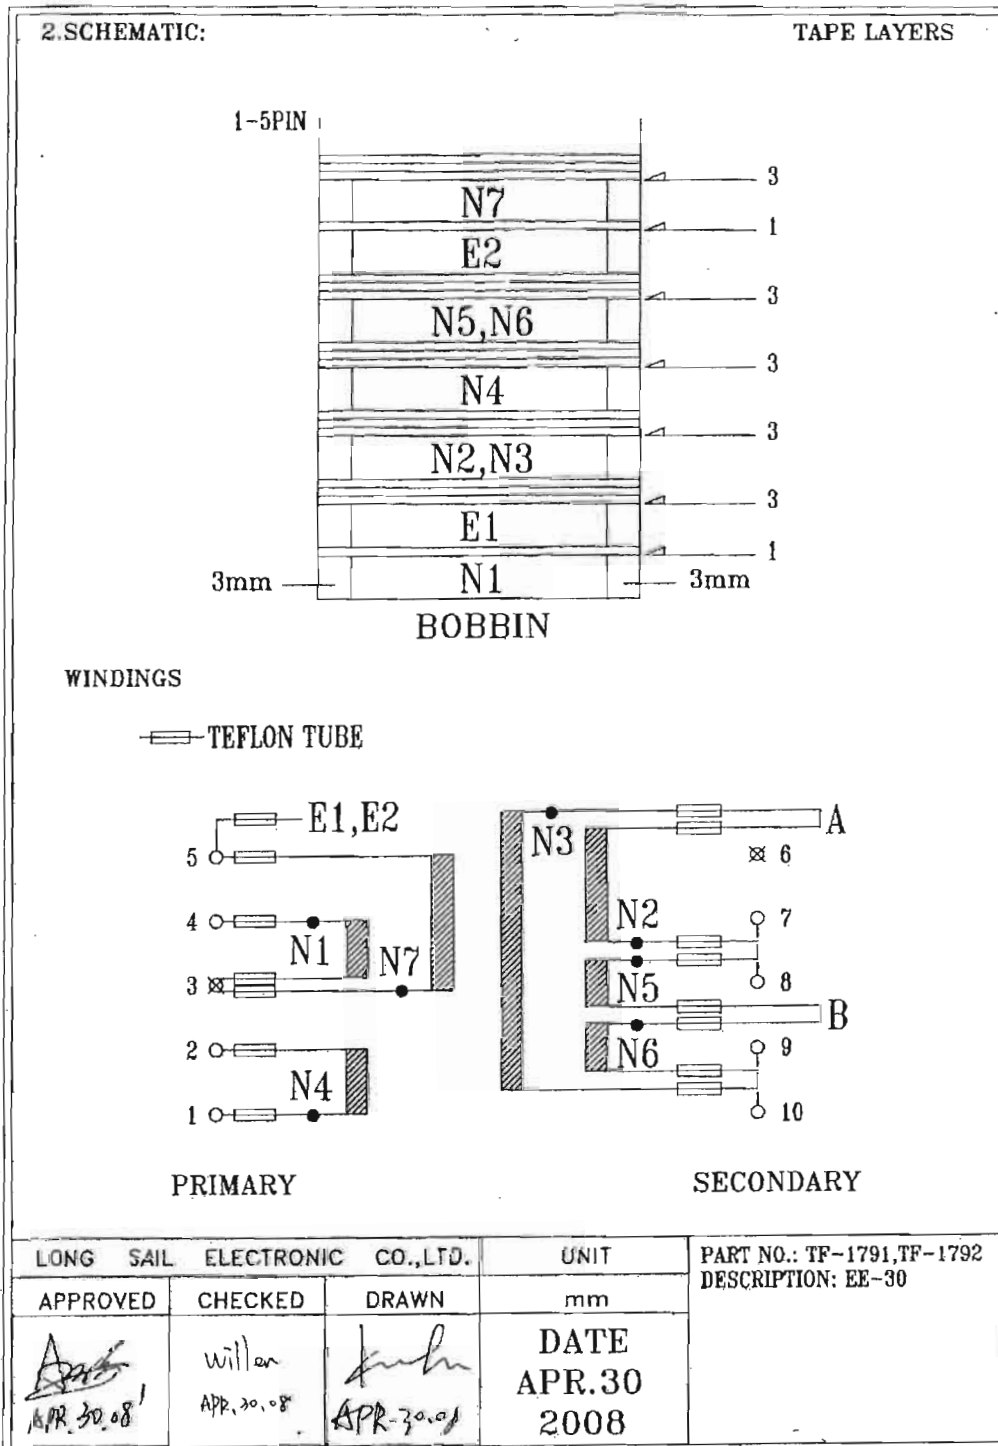 2.SCHEMATIC: TAPE LAYERS
1-5PIN
3
N7
1
E2
3
N5,N6
3
N4
3
N2,N3
3
E1
1
3mm N1 3mm
BOBBIN
WINDINGS
TEFLON TUBE
E1,E2
5
4
N1
N7
3
2
N4
1
PRIMARY
A
N3
6
N2
7
N5
8
B
N6
9
10
SECONDARY
LONG SAIL ELECTRONIC CO.,LTD. UNIT PART NO.: TF-1791,TF-1792
DESCRIPTION: EE-30
APPROVED CHECKED DRAWN mm
DATE
APR.30
2008
Willen
APR.30.08 APR.30.08 APR-30.08